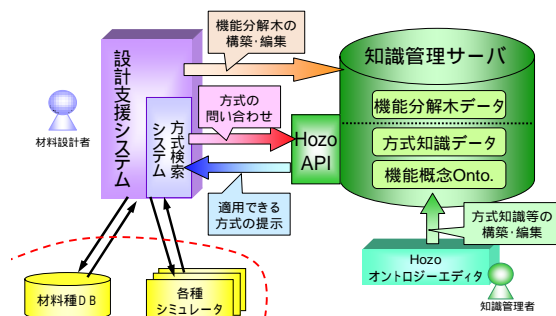 機能分解木の
構築・編集
知識管理サーバ
設計支援システム
方式検索
システム
方式の
問い合わせ
機能分解木データ
材料設計者
Hozo
API
方式知識データ
機能概念Onto.
適用できる
方式の提示
方式知識等の
構築・編集
Hozo
オントロジーエディタ
材料種DB
各種
シミュレータ
知識管理者